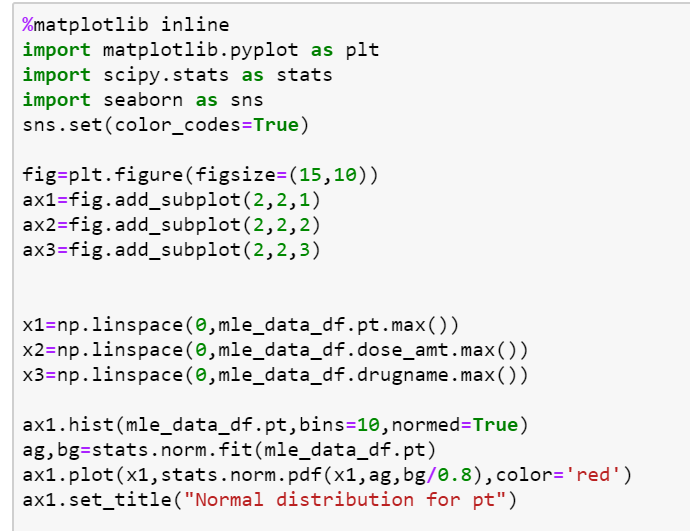 %matplotlib inline
import matplotlib.pyplot as plt
import scipy.stats as stats
import seaborn as sns
sns.set(color_codes=True)
fig=plt.figure(figsize=(15,10))
ax1=fig.add_subplot(2,2,1)
ax2=fig.add_subplot(2,2,2)
ax3=fig.add_subplot(2,2,3)
x1=np.linspace(0,mle_data_df.pt.max())
x2=np.linspace(0,mle_data_df.dose_amt.max())
x3=np.linspace(0,mle_data_df.drugname.max())
ax1.hist(mle_data_df.pt,bins=10,normed=True)
ag,bg=stats.norm.fit(mle_data_df.pt)
ax1.plot(x1,stats.norm.pdf(x1,ag,bg/0.8),color='red')
ax1.set_title("Normal distribution for pt")